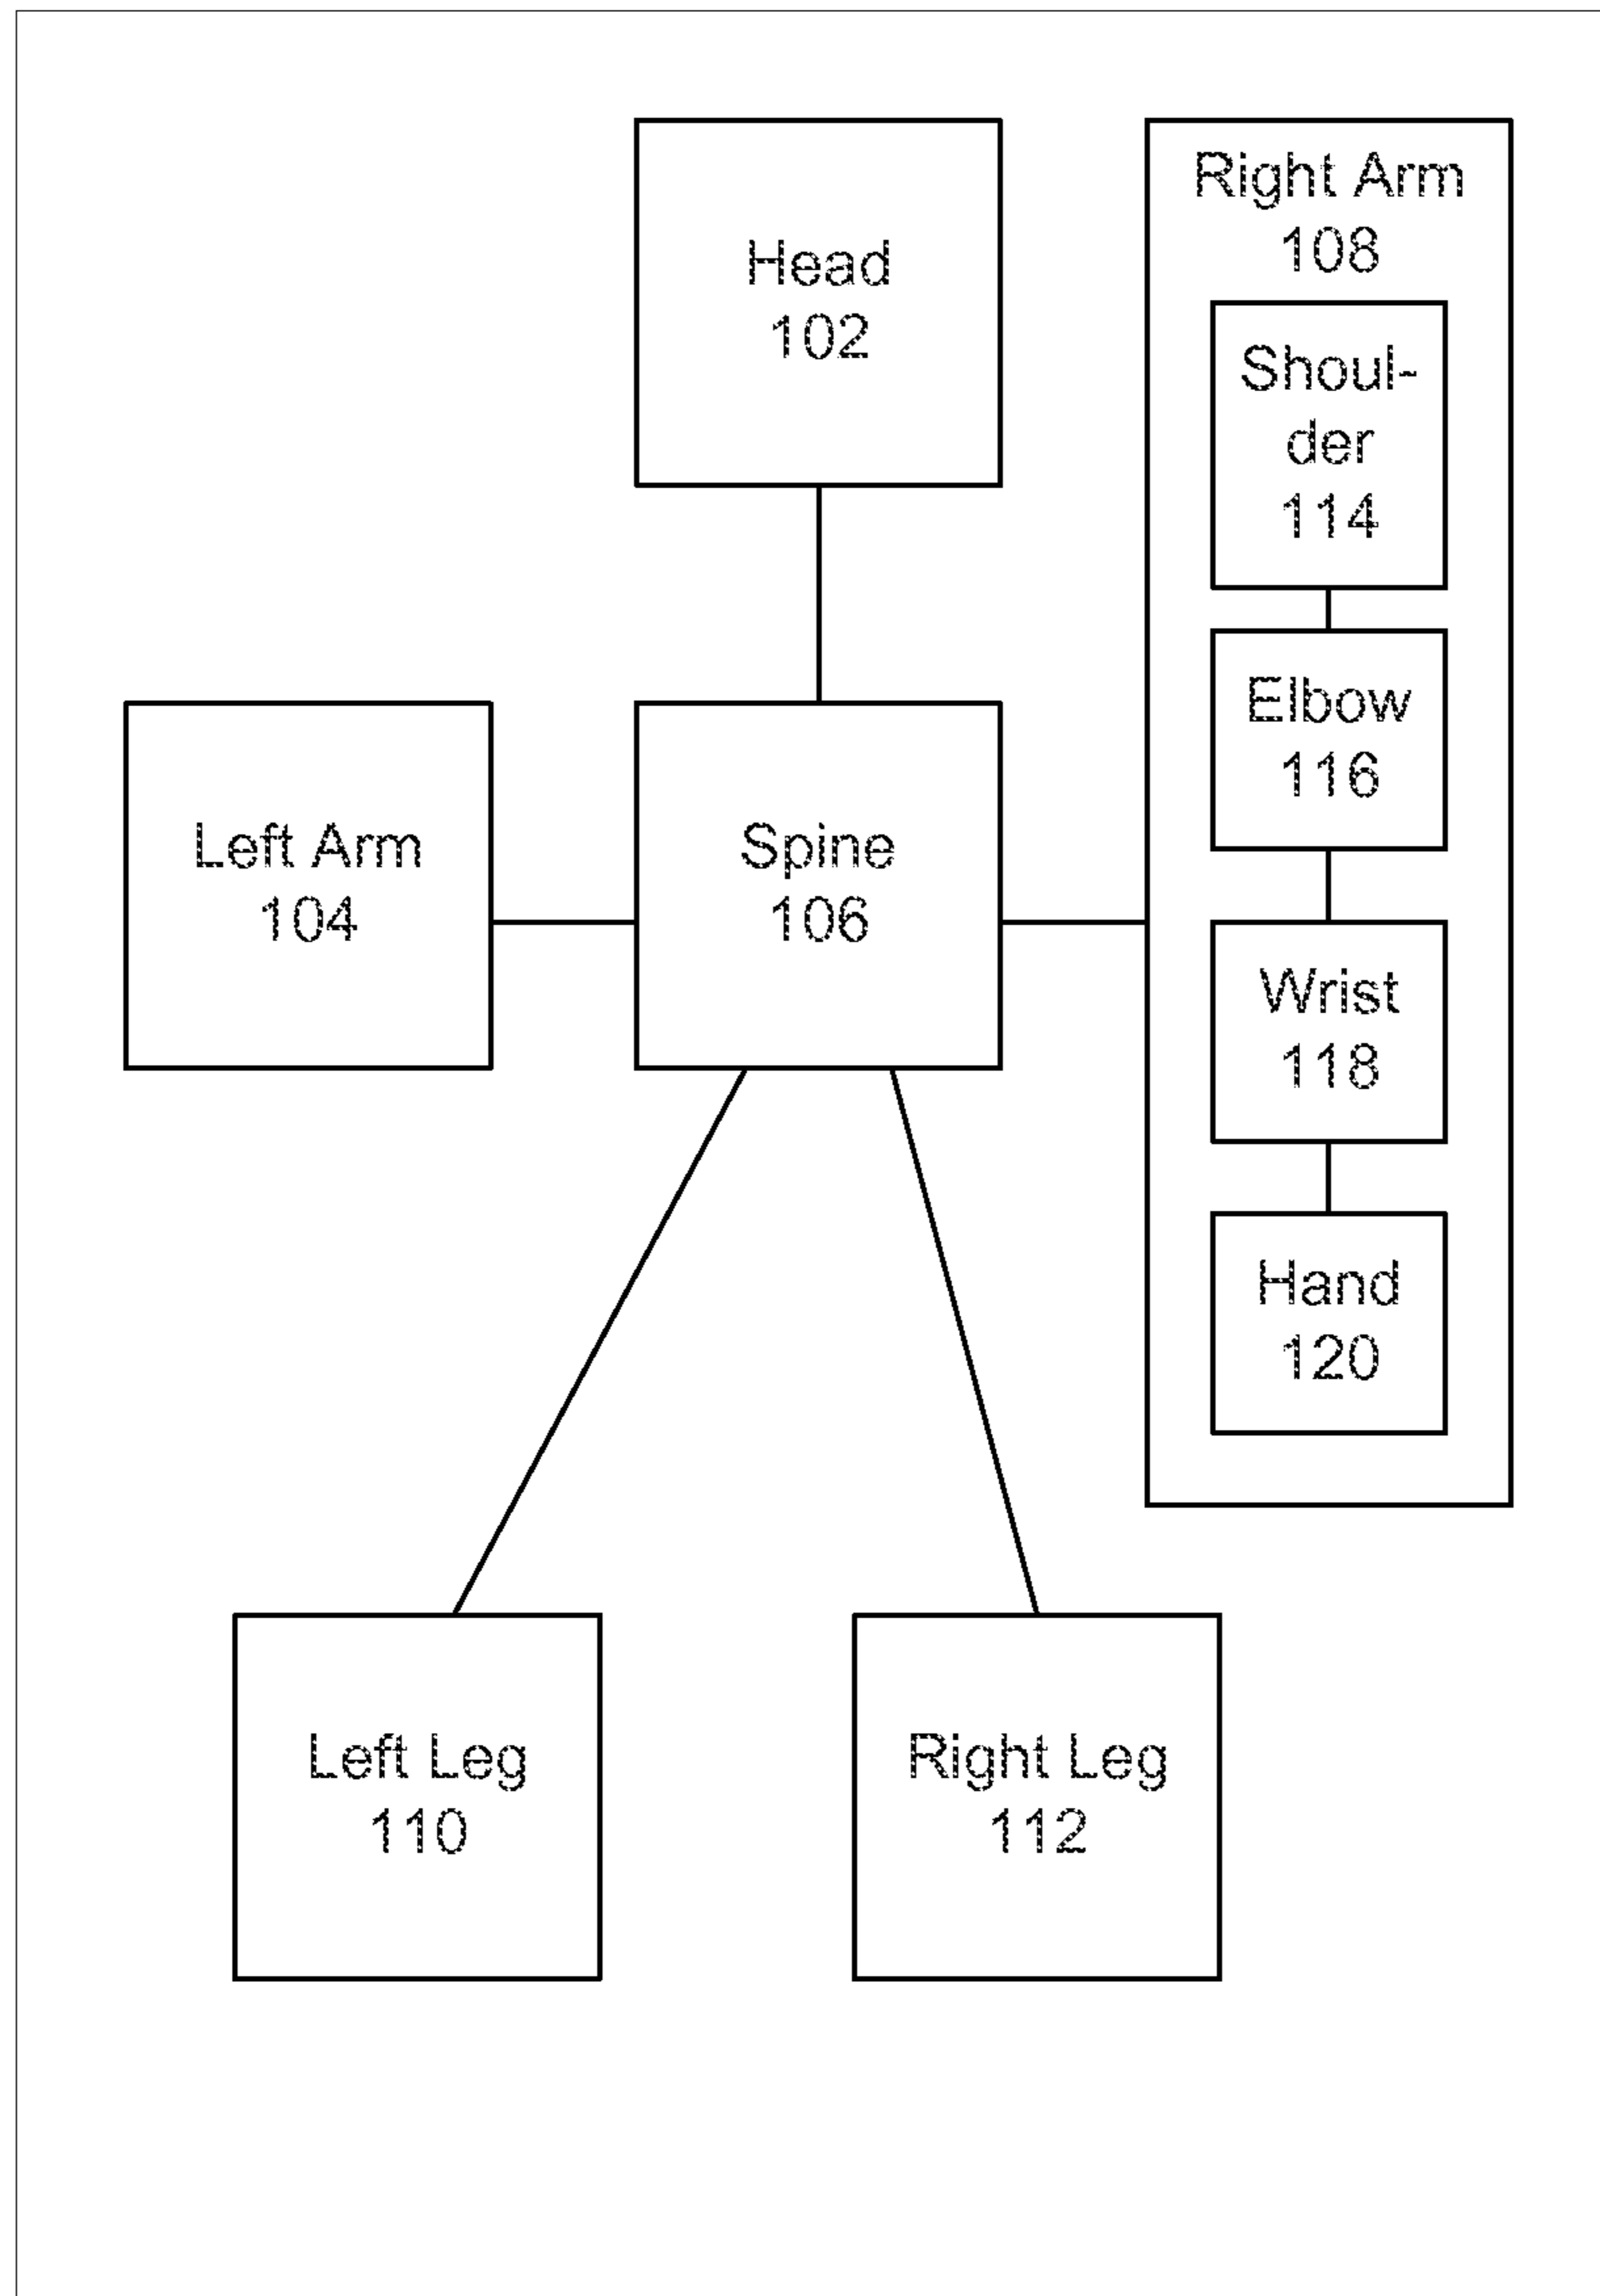 Head
102
Right Arm
108
Shoul-
der
114
Elbow
116
Left Arm
104
Spine
106
Wrist
118
Hand
120
Left Leg
110
Right Leg
112